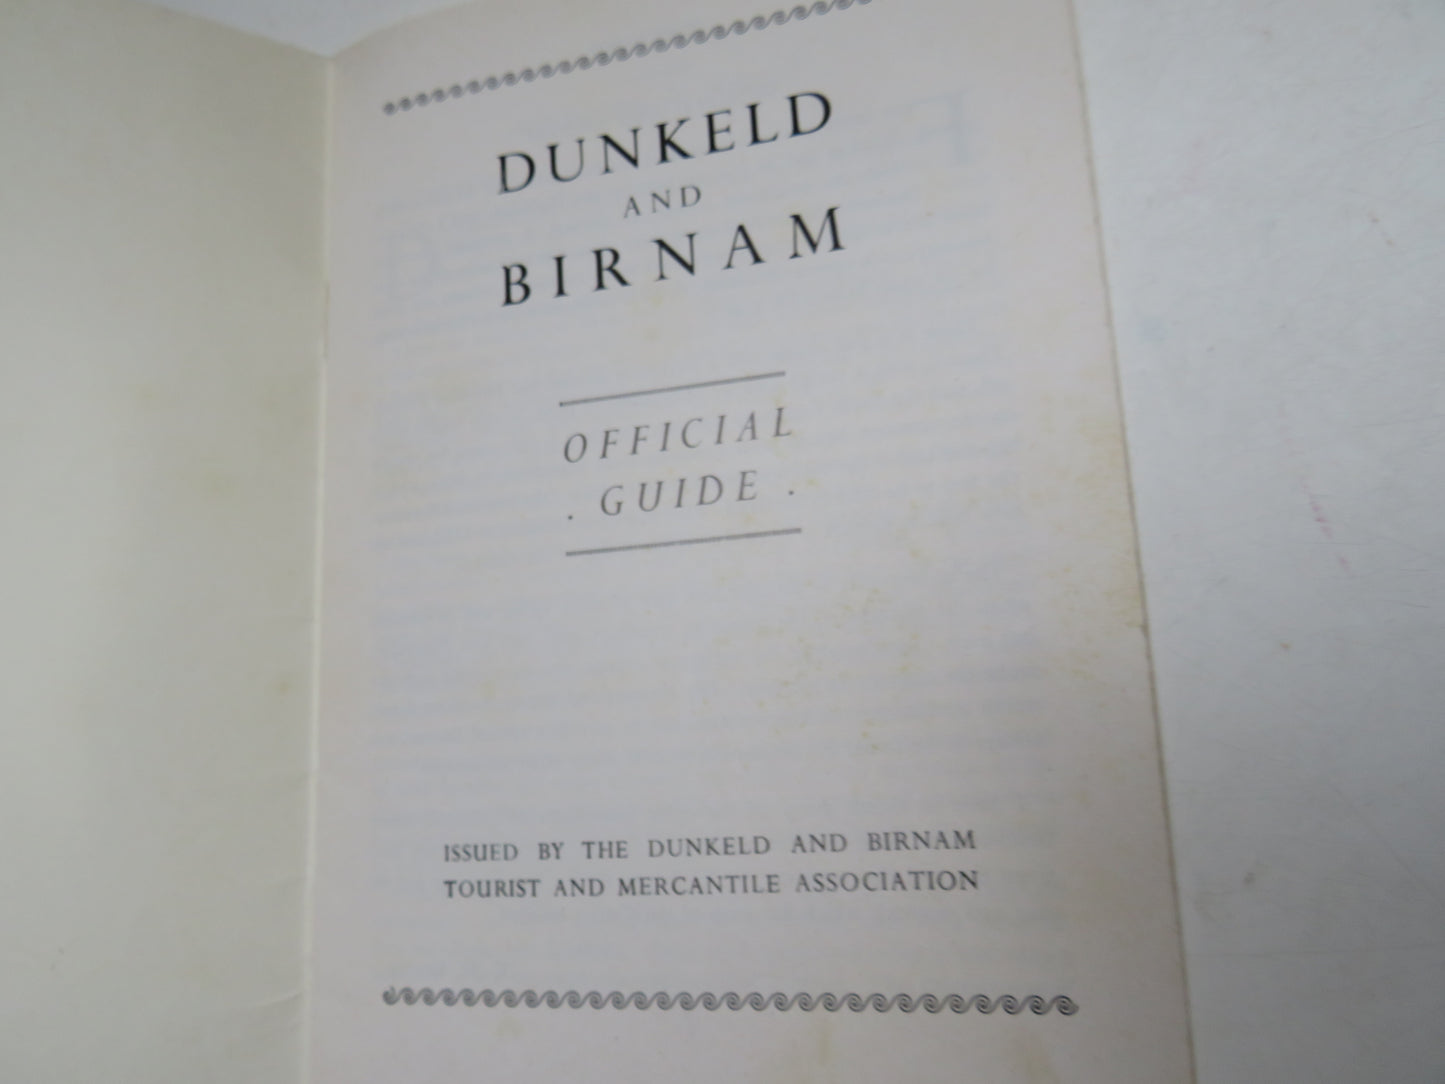 DUNKELD
AND
BIRNAM
OFFICIAL
. GUIDE .
ISSUED BY THE DUNKELD AND BIRNAM
TOURIST AND MERCANTILE ASSOCIATION